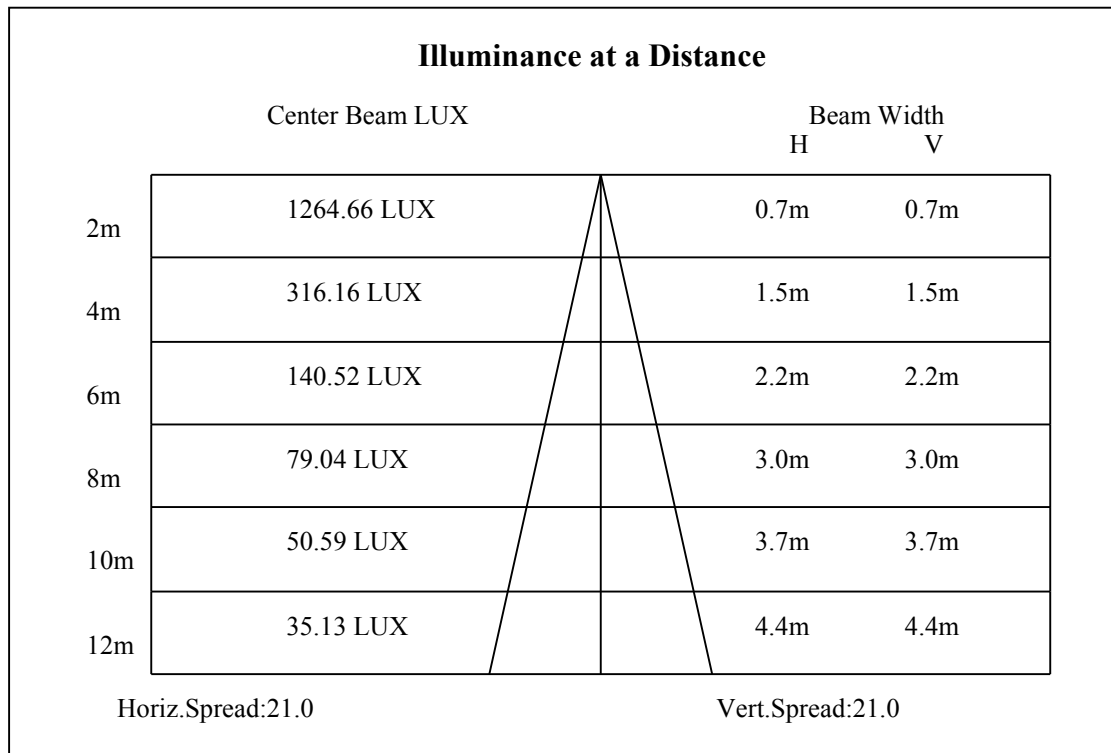 Illuminance at a Distance
Center Beam LUX Beam Width
H V
2m 1264.66 LUX 0.7m 0.7m
4m 316.16 LUX 1.5m 1.5m
6m 140.52 LUX 2.2m 2.2m
8m 79.04 LUX 3.0m 3.0m
10m 50.59 LUX 3.7m 3.7m
12m 35.13 LUX 4.4m 4.4m
Horiz.Spread:21.0 Vert.Spread:21.0